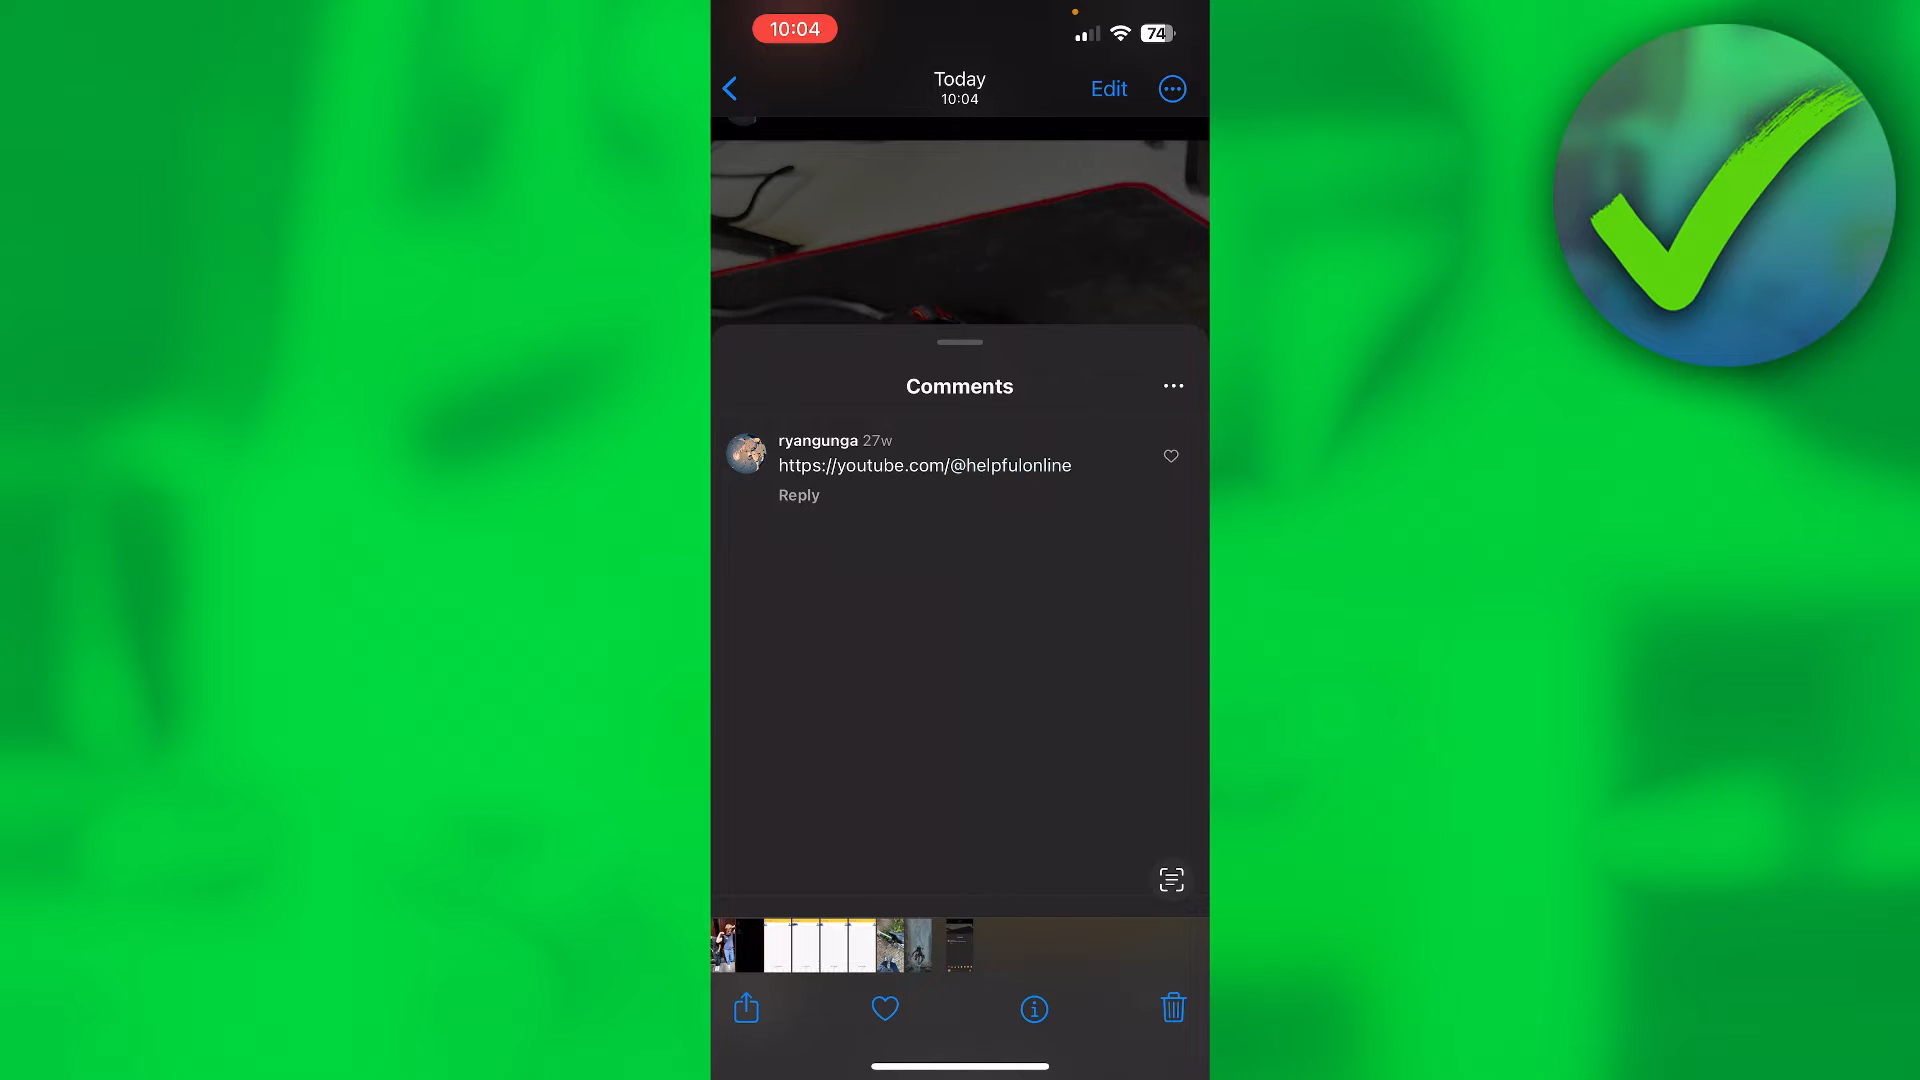 10:04
74
Today
10:04
Edit
Comments
ryangunga 27w
https://youtube.com/@helpfulonline
Reply